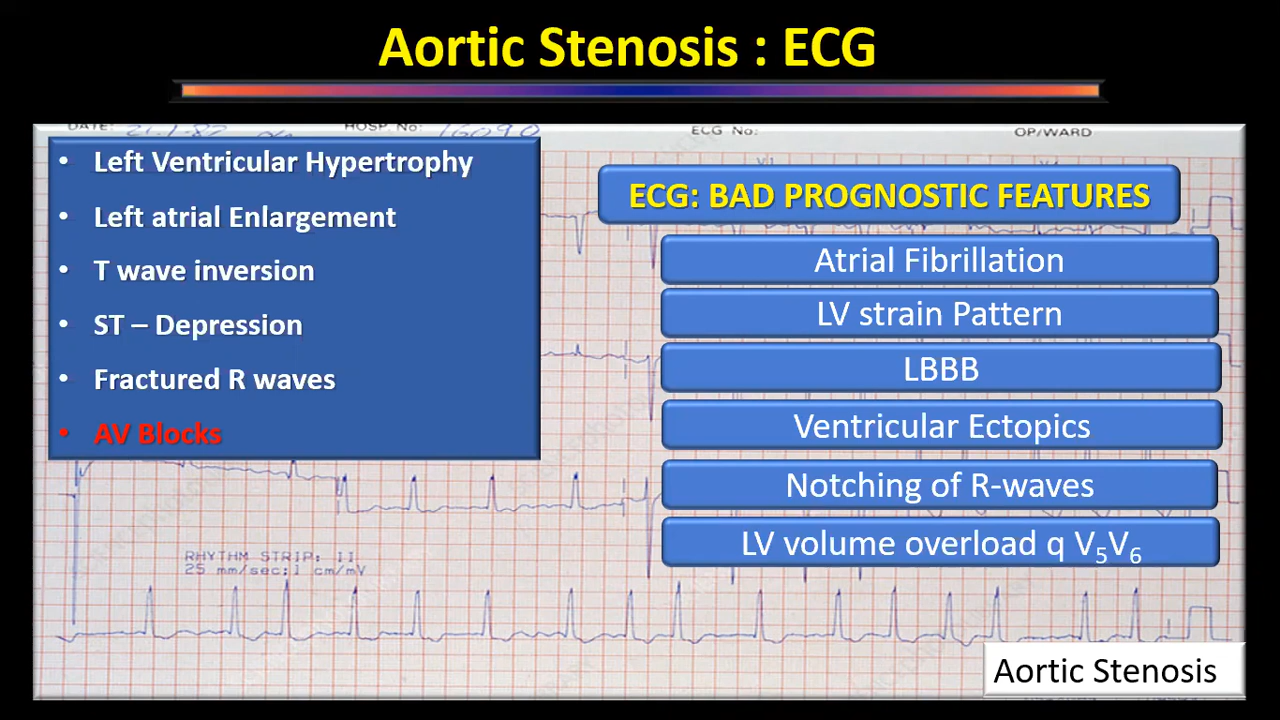 Aortic Stenosis : ECG
HOSP. No: 16090
ECG No:
OP/WARD
V1
• Left Ventricular Hypertrophy
• Left atrial Enlargement
• T wave inversion
• ST – Depression
• Fractured R waves
• AV Blocks
ECG: BAD PROGNOSTIC FEATURES
Atrial Fibrillation
LV strain Pattern
LBBB
Ventricular Ectopics
Notching of R-waves
LV volume overload q V₅V₆
RHYTHM STRIP: II
25 mm/sec:1 cm/mV
Aortic Stenosis